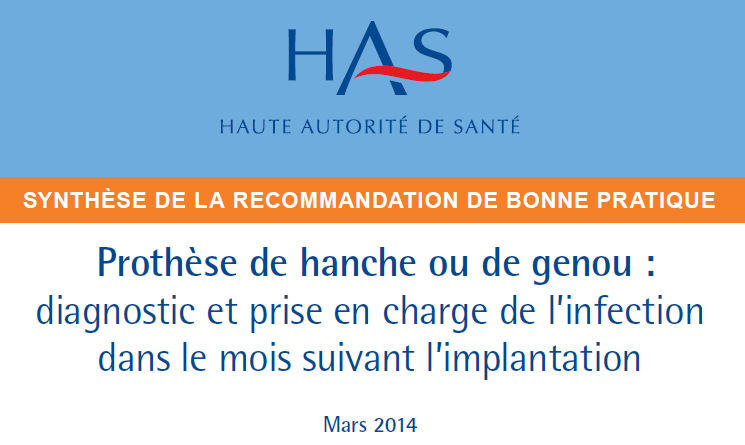 HAS
HAUTE AUTORITÉ DE SANTÉ
SYNTHÈSE DE LA RECOMMANDATION DE BONNE PRATIQUE
Prothèse de hanche ou de genou :
diagnostic et prise en charge de l’infection
dans le mois suivant l’implantation
Mars 2014